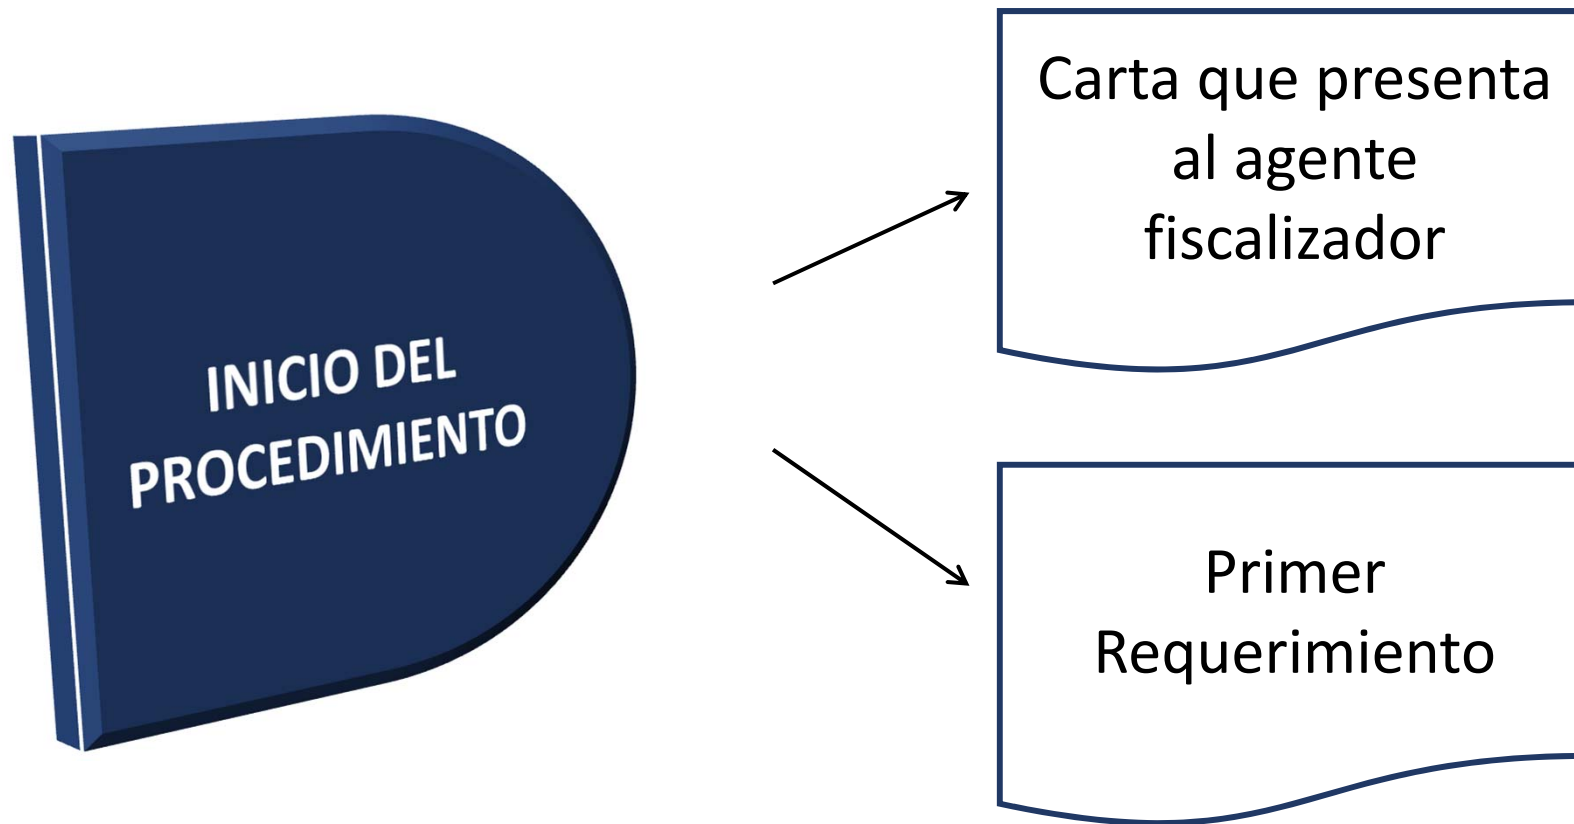 INICIO DEL
PROCEDIMIENTO
Carta que presenta
al agente
fiscalizador
Primer
Requerimiento